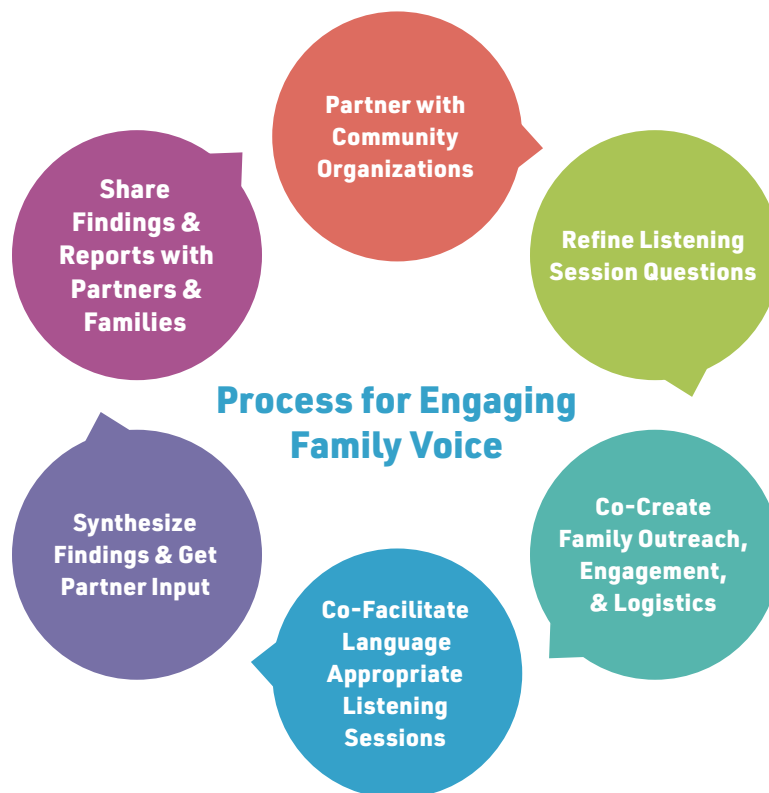 Partner with
Community
Organizations
Refine Listening
Session Questions
Co-Create
Family Outreach,
Engagement,
& Logistics
Co-Facilitate
Language
Appropriate
Listening
Sessions
Synthesize
Findings & Get
Partner Input
Share
Findings &
Reports with
Partners &
Families
Process for Engaging
Family Voice